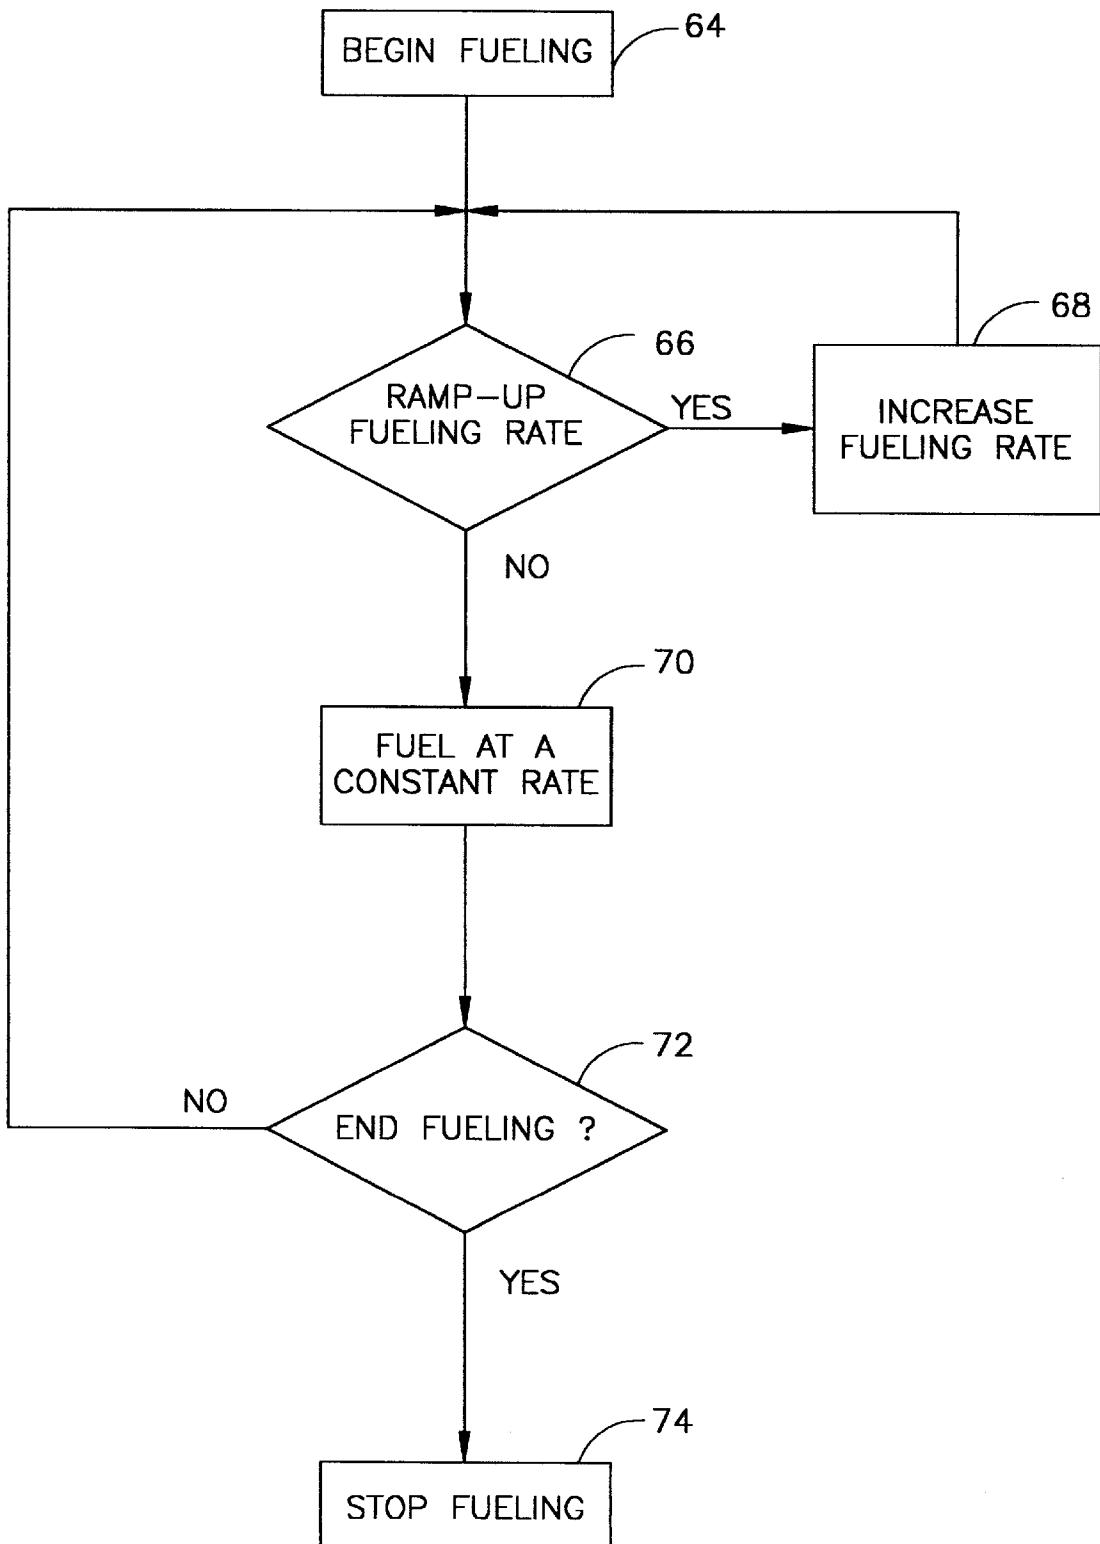 BEGIN FUELING
64
RAMP-UP
FUELING RATE
66
YES
INCREASE
FUELING RATE
68
NO
FUEL AT A
CONSTANT RATE
70
END FUELING ?
72
NO
YES
STOP FUELING
74